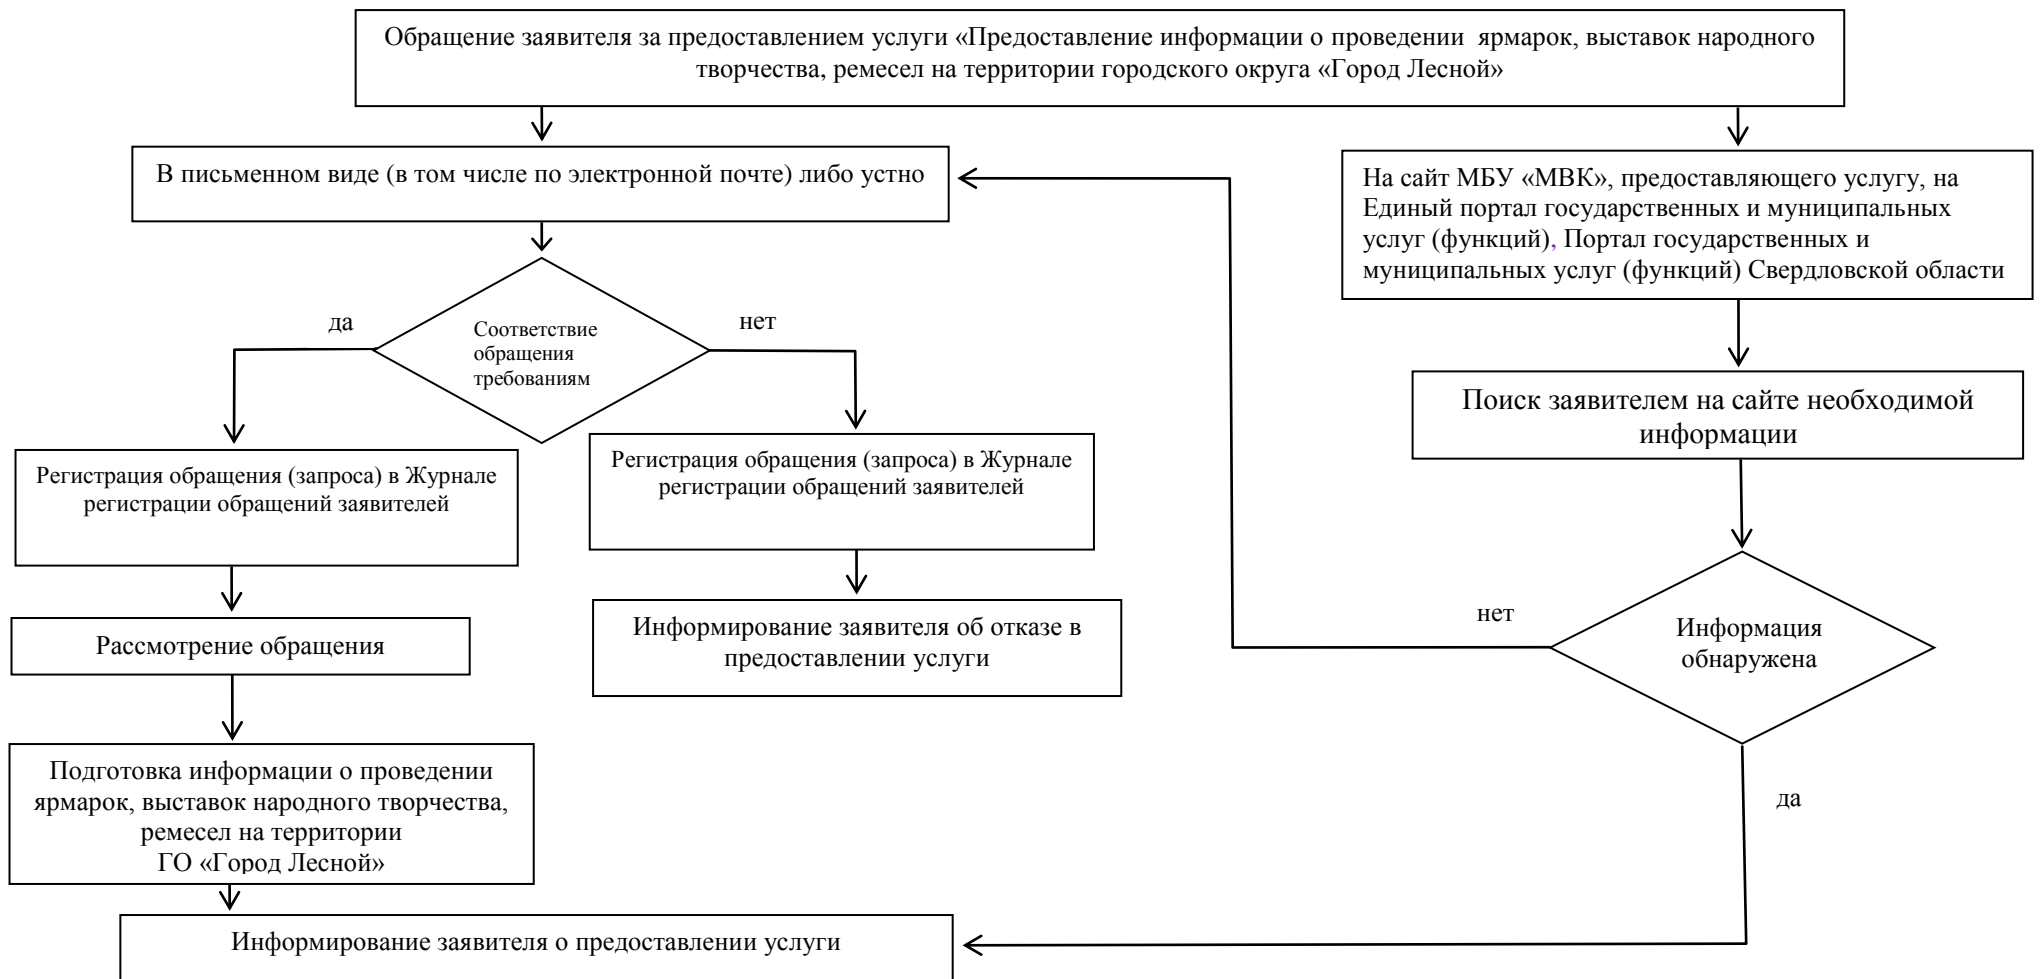 Обращение заявителя за предоставлением услуги «Предоставление информации о проведении ярмарок, выставок народного
творчества, ремесел на территории городского округа «Город Лесной»
В письменном виде (в том числе по электронной почте) либо устно
На сайт МБУ «МВК», предоставляющего услугу, на
Единый портал государственных и муниципальных
услуг (функций), Портал государственных и
муниципальных услуг (функций) Свердловской области
да
Соответствие
обращения
требованиям
нет
Поиск заявителем на сайте необходимой
информации
Регистрация обращения (запроса) в Журнале
регистрации обращений заявителей
Регистрация обращения (запроса) в Журнале
регистрации обращений заявителей
Рассмотрение обращения
Информирование заявителя об отказе в
предоставлении услуги
нет
Информация
обнаружена
Подготовка информации о проведении
ярмарок, выставок народного творчества,
ремесел на территории
ГО «Город Лесной»
да
Информирование заявителя о предоставлении услуги